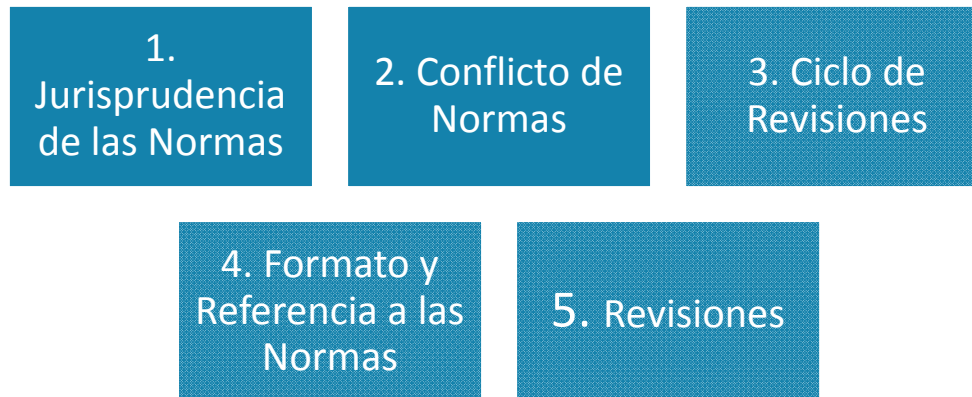 1.
Jurisprudencia
de las Normas
2. Conflicto de
Normas
3. Ciclo de
Revisiones
4. Formato y
Referencia a las
Normas
5. Revisiones